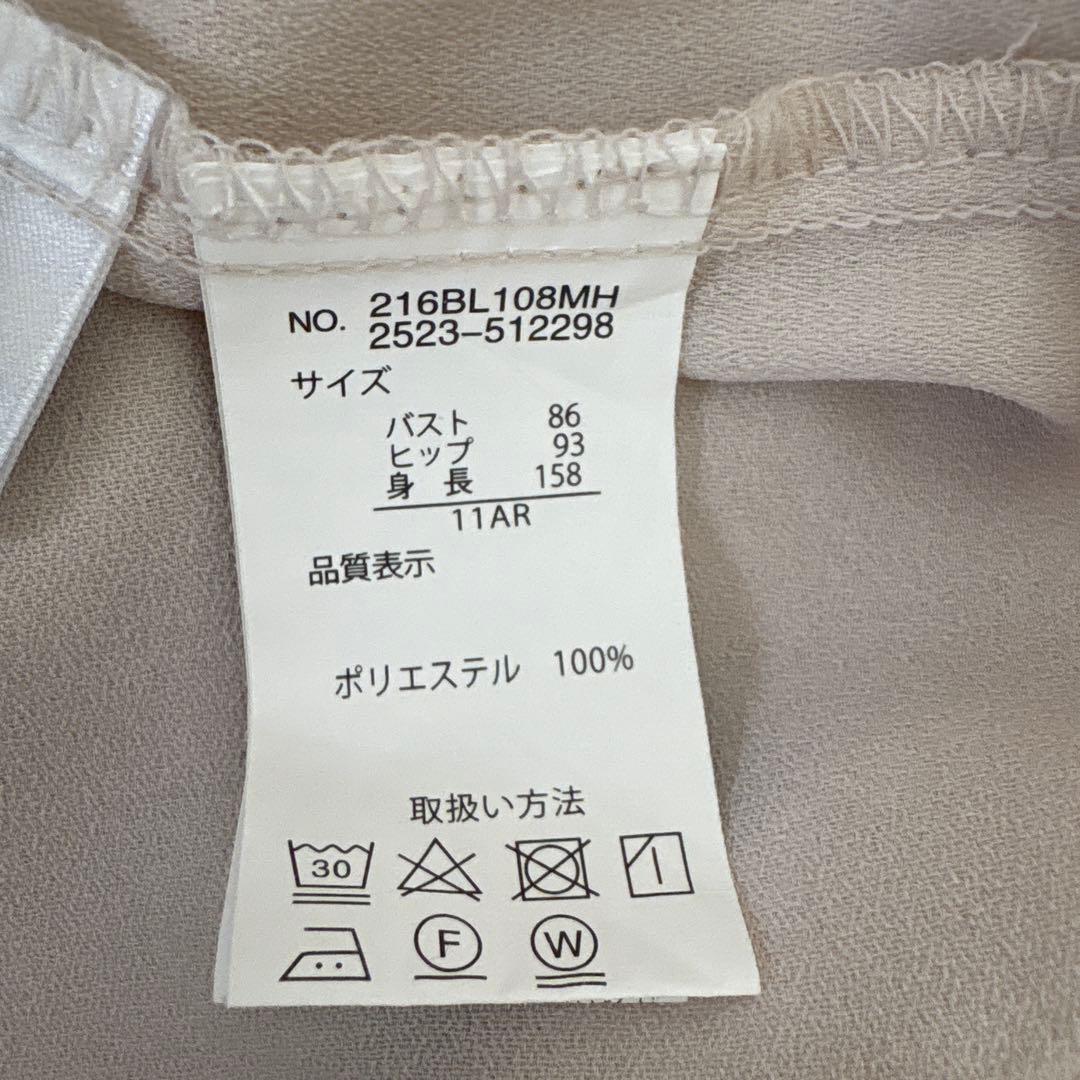 NO. 216BL108MH
2523-512298
サイズ
バスト 86
ヒップ 93
身 長 158
11AR
品質表示
ポリエステル 100%
取扱い方法
30
F W